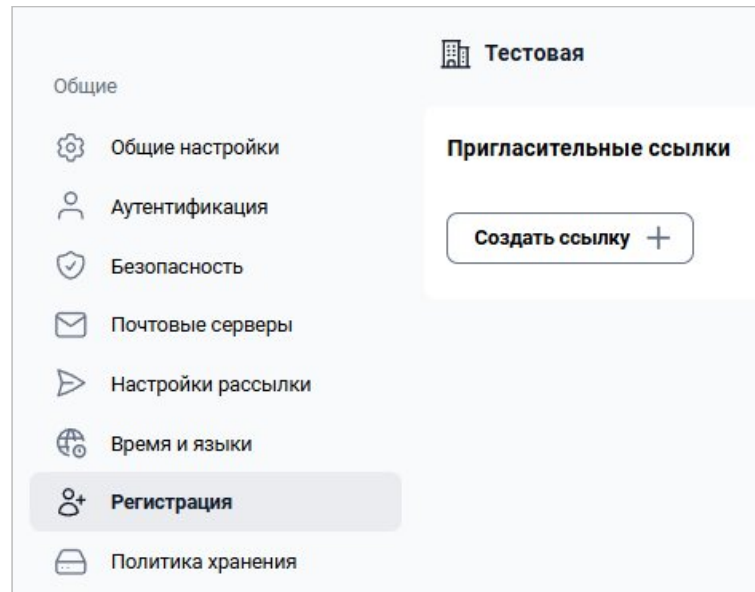 Общие
Общие настройки
Аутентификация
Безопасность
Почтовые серверы
Настройки рассылки
Время и языки
Регистрация
Политика хранения
Тестовая
Пригласительные ссылки
Создать ссылку